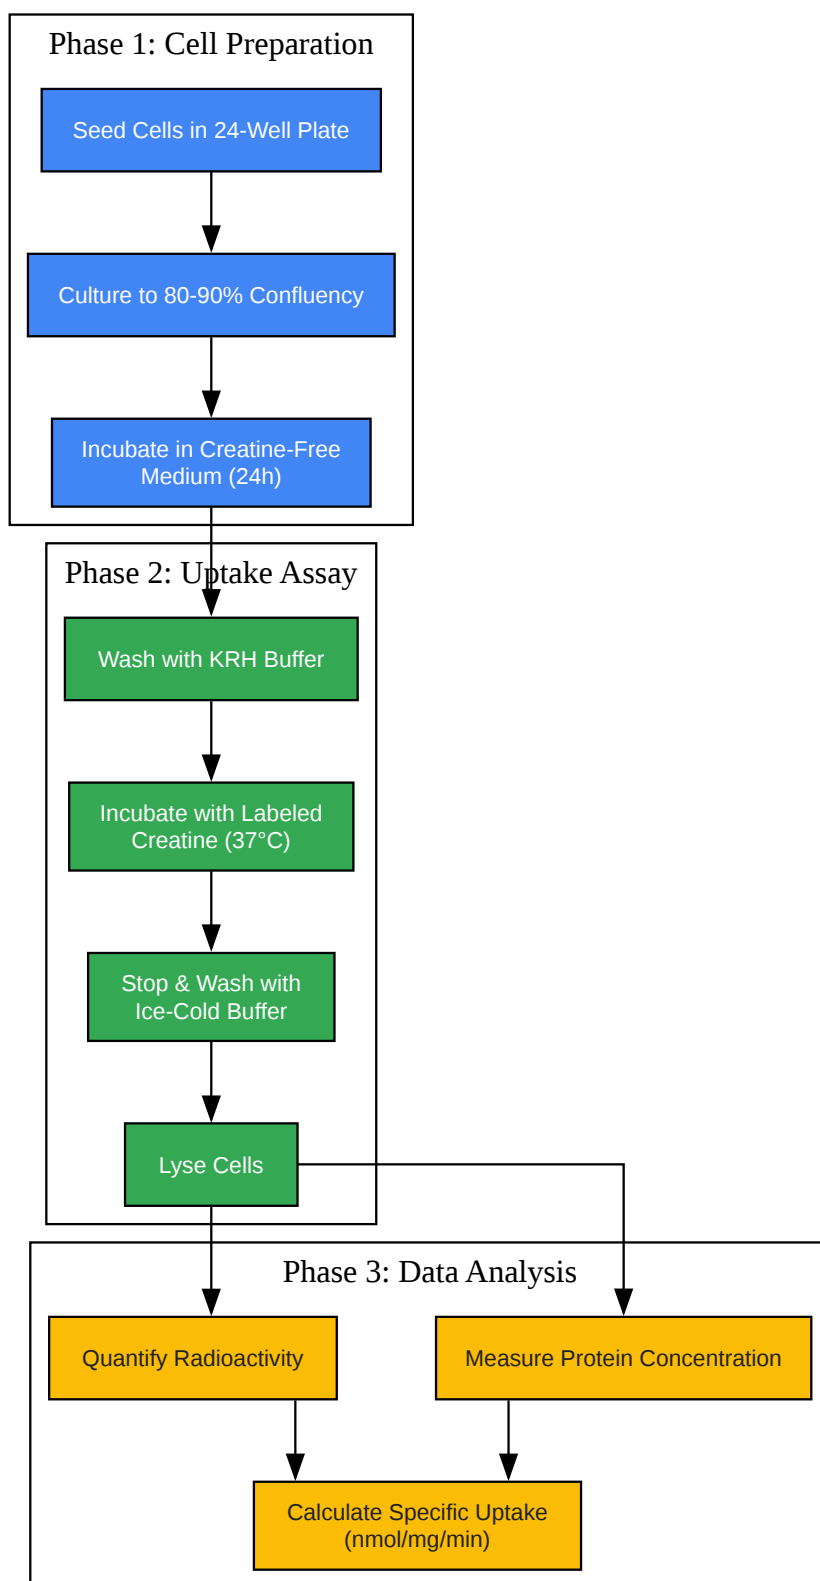 Phase 1: Cell Preparation
Seed Cells in 24-Well Plate
Culture to 80-90% Confluency
Incubate in Creatine-Free
Medium (24h)
Phase 2: Uptake Assay
Wash with KRH Buffer
Incubate with Labeled
Creatine (37°C)
Stop & Wash with
Ice-Cold Buffer
Lyse Cells
Phase 3: Data Analysis
Quantify Radioactivity
Measure Protein Concentration
Calculate Specific Uptake
(nmol/mg/min)